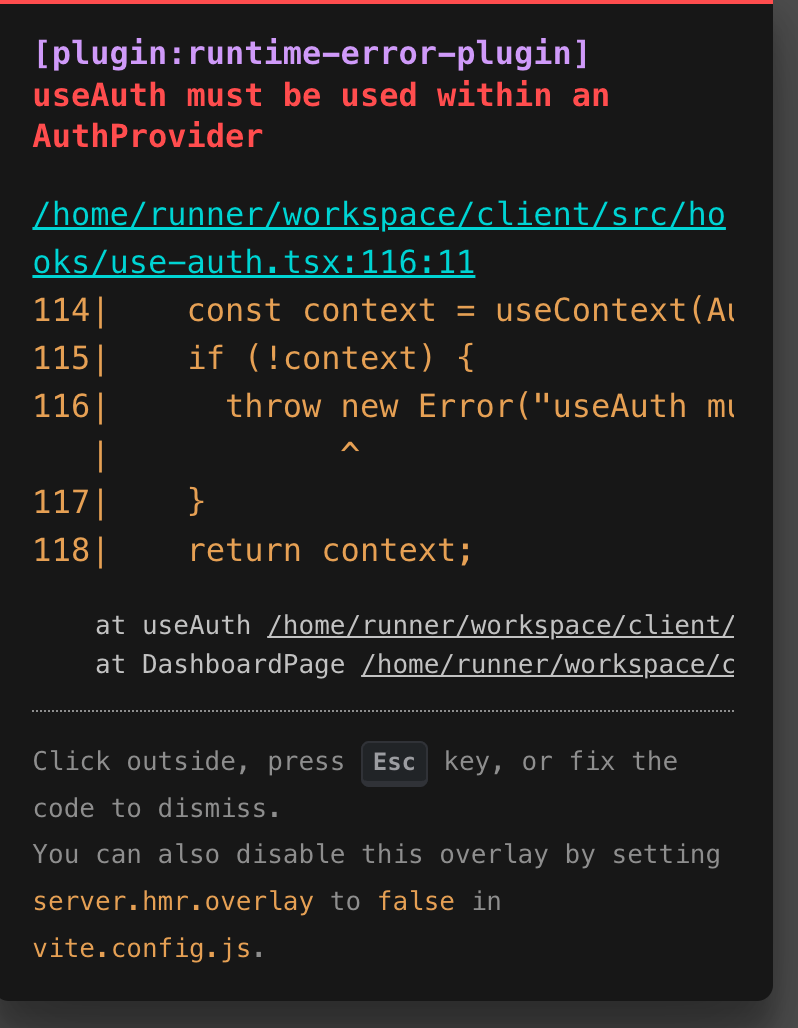 [plugin:runtime-error-plugin]
useAuth must be used within an
AuthProvider
/home/runner/workspace/client/src/ho
oks/use-auth.tsx:116:11
114|    const context = useContext(Au
115|    if (!context) {
116|      throw new Error("useAuth mu
   |            ^
117|    }
118|    return context;
at useAuth /home/runner/workspace/client/
at DashboardPage /home/runner/workspace/c
Click outside, press Esc key, or fix the
code to dismiss.
You can also disable this overlay by setting
server.hmr.overlay to false in
vite.config.js.